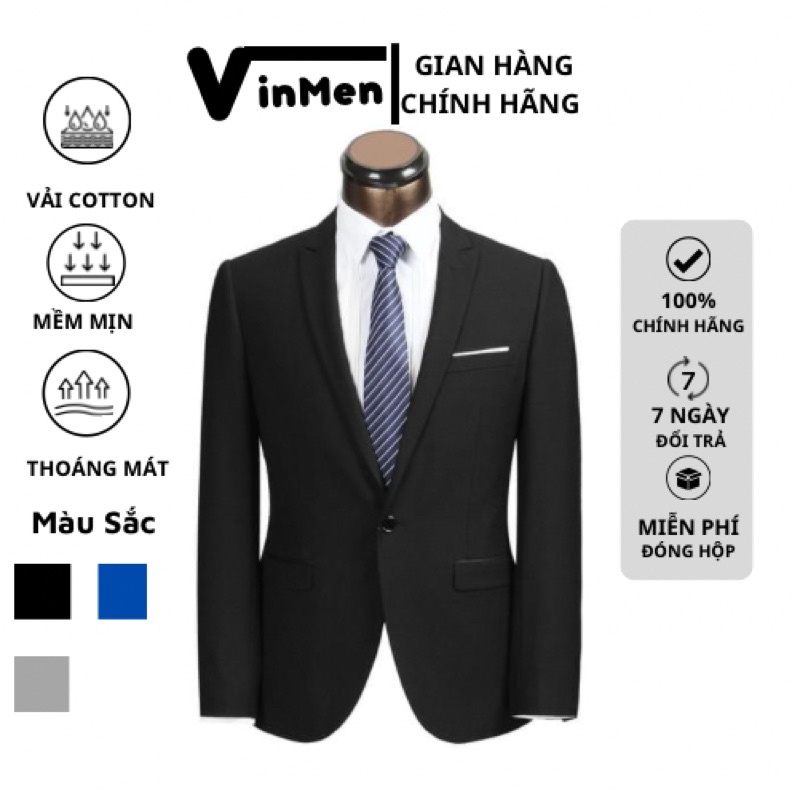 VinMen
GIAN HÀNG
CHÍNH HÃNG
VẢI COTTON
MỀM MỊN
THOÁNG MÁT
Màu Sắc
100%
CHÍNH HÃNG
7
7 NGÀY
ĐỔI TRẢ
MIỄN PHÍ
ĐÓNG HỘP